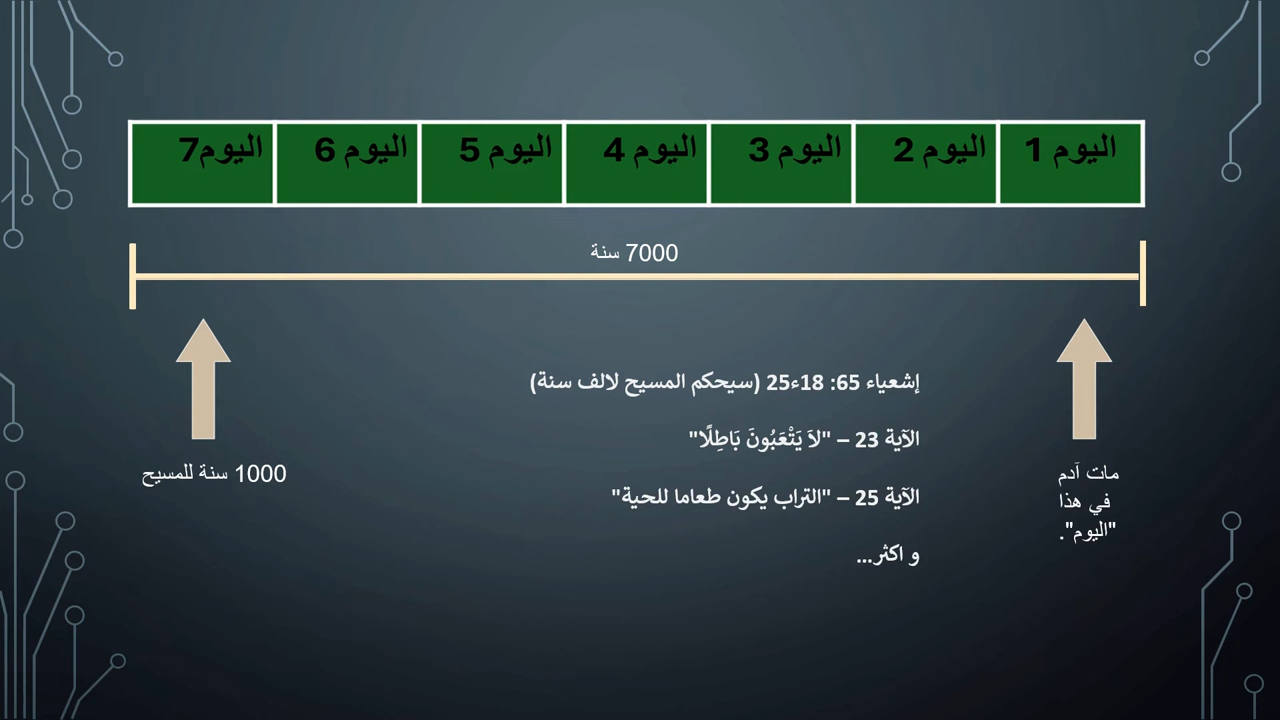 اليوم 1
اليوم 2
اليوم 3
اليوم 4
اليوم 5
اليوم 6
اليوم7
7000 سنة
إشعياء 65: 18ء25 (سيحكم المسيح لالف سنة)
الآية 23 – "لاَ يَتْعَبُونَ بَاطِلًا"
الآية 25 – "التراب يكون طعاما للحية"
و اكثر...
مات آدم
في هذا
"اليوم".
1000 سنة للمسيح